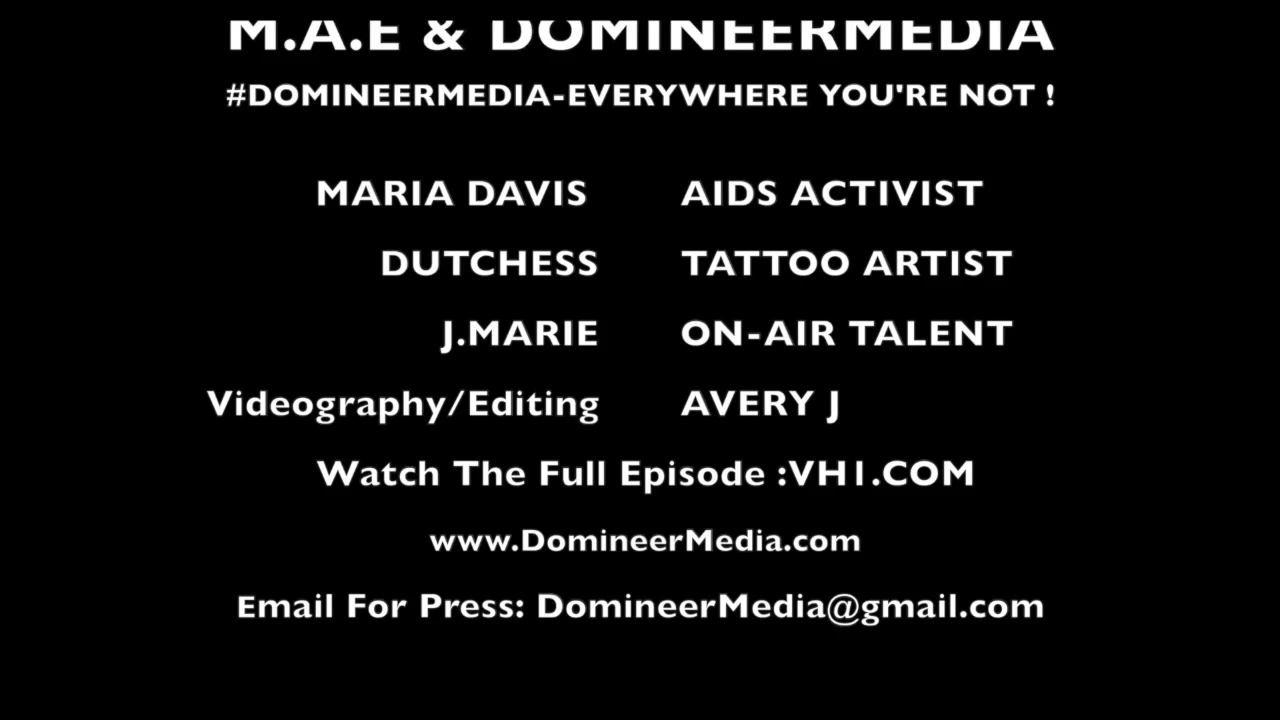 M.A.E & DOMINEERMEDIA
#DOMINEERMEDIA-EVERYWHERE YOU'RE NOT !
MARIA DAVIS AIDS ACTIVIST
DUTCHESS TATTOO ARTIST
J.MARIE ON-AIR TALENT
Videography/Editing AVERY J
Watch The Full Episode :VH1.COM
www.DomineerMedia.com
Email For Press: DomineerMedia@gmail.com